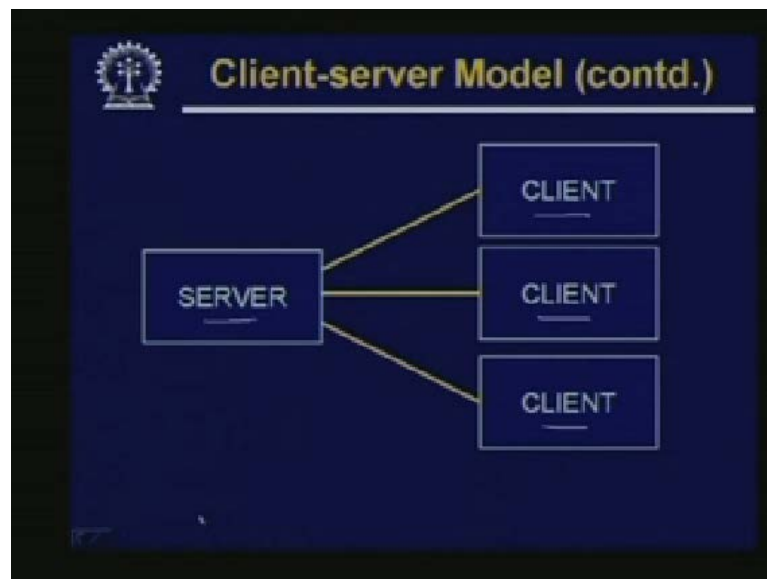 Client-server Model (contd.)
CLIENT
SERVER
CLIENT
CLIENT